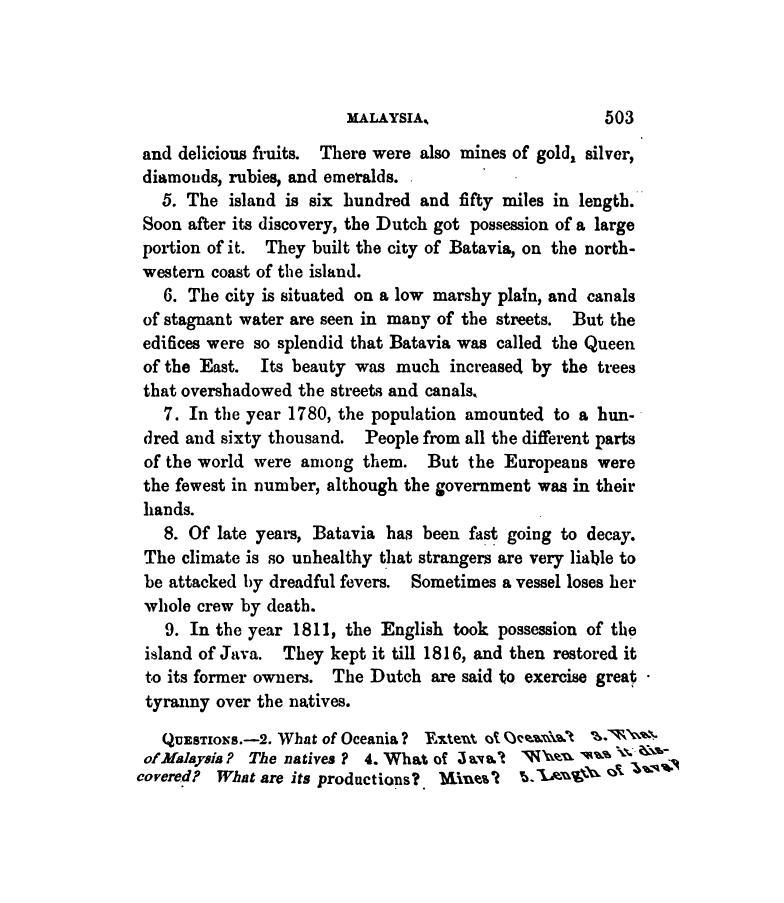 MALAYSIA. 503
and delicious fruits. There were also mines of gold, silver,
diamonds, rubies, and emeralds.
5. The island is six hundred and fifty miles in length.
Soon after its discovery, the Dutch got possession of a large
portion of it. They built the city of Batavia, on the north-
western coast of the island.
6. The city is situated on a low marshy plain, and canals
of stagnant water are seen in many of the streets. But the
edifices were so splendid that Batavia was called the Queen
of the East. Its beauty was much increased by the trees
that overshadowed the streets and canals.
7. In the year 1780, the population amounted to a hun-
dred and sixty thousand. People from all the different parts
of the world were among them. But the Europeans were
the fewest in number, although the government was in their
hands.
8. Of late years, Batavia has been fast going to decay.
The climate is so unhealthy that strangers are very liable to
be attacked by dreadful fevers. Sometimes a vessel loses her
whole crew by death.
9. In the year 1811, the English took possession of the
island of Java. They kept it till 1816, and then restored it
to its former owners. The Dutch are said to exercise great
tyranny over the natives.
QUESTIONS.—2. What of Oceania? Extent of Oceania? 3. What
of Malaysia? The natives? 4. What of Java? When was it dis-
covered? What are its productions? Mines? 5. Length of Java?